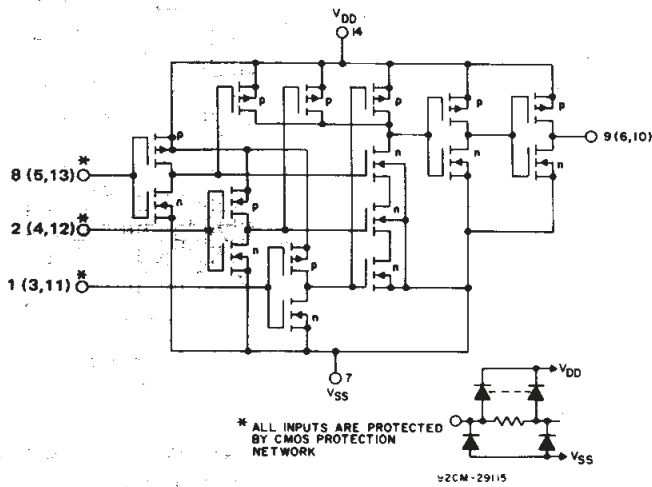 VDD
14
p
p
p
p
p
p
n
n
n
9 (6,10)
*
8 (5,13)
n
p
*
2 (4,12)
n
n
p
*
1 (3,11)
n
n
7
VSS
VDD
* ALL INPUTS ARE PROTECTED
BY CMOS PROTECTION
NETWORK
VSS
92CM-29115